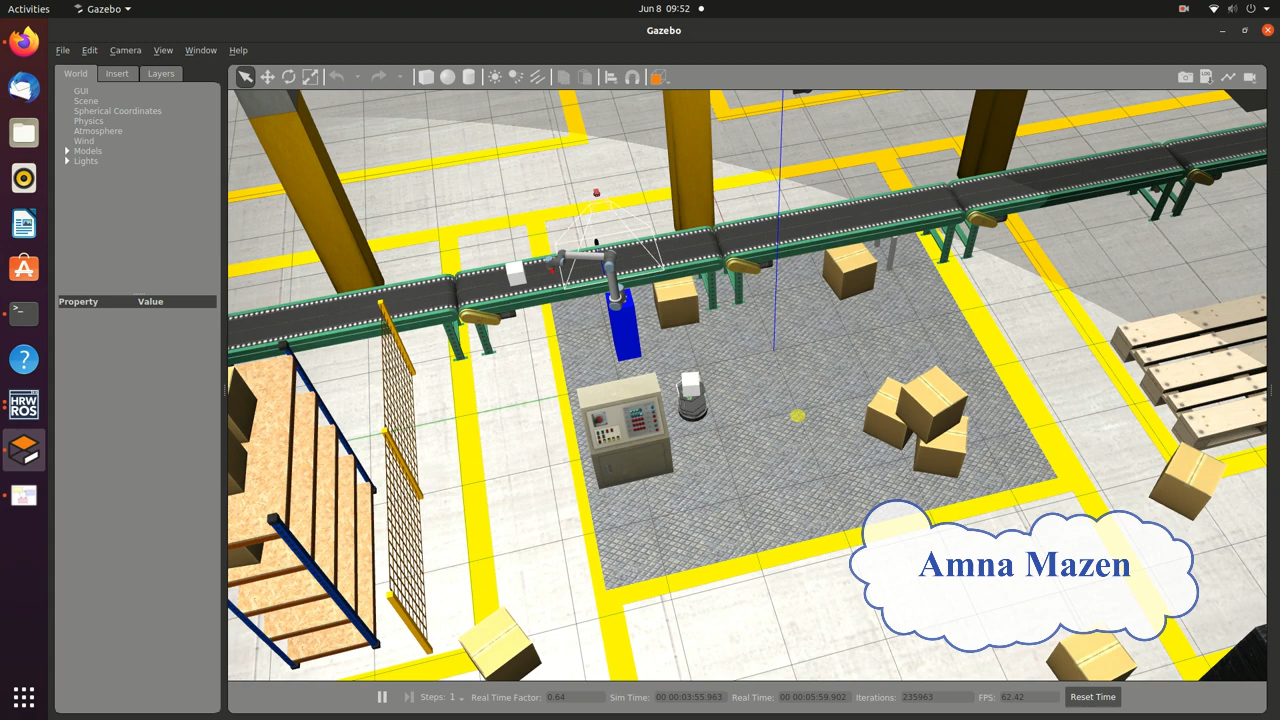 Activities
Gazebo
Jun 8 09:52
Gazebo
File Edit Camera View Window Help
World Insert Layers
GUI
Scene
Spherical Coordinates
Physics
Atmosphere
Wind
Models
Lights
Property Value
HRW
ROS
Amna Mazen
Steps: 1 Real Time Factor: 0.64 Sim Time: 00 00:03:55.963 Real Time: 00 00:05:59.902 Iterations: 235963 FPS: 62.42 Reset Time